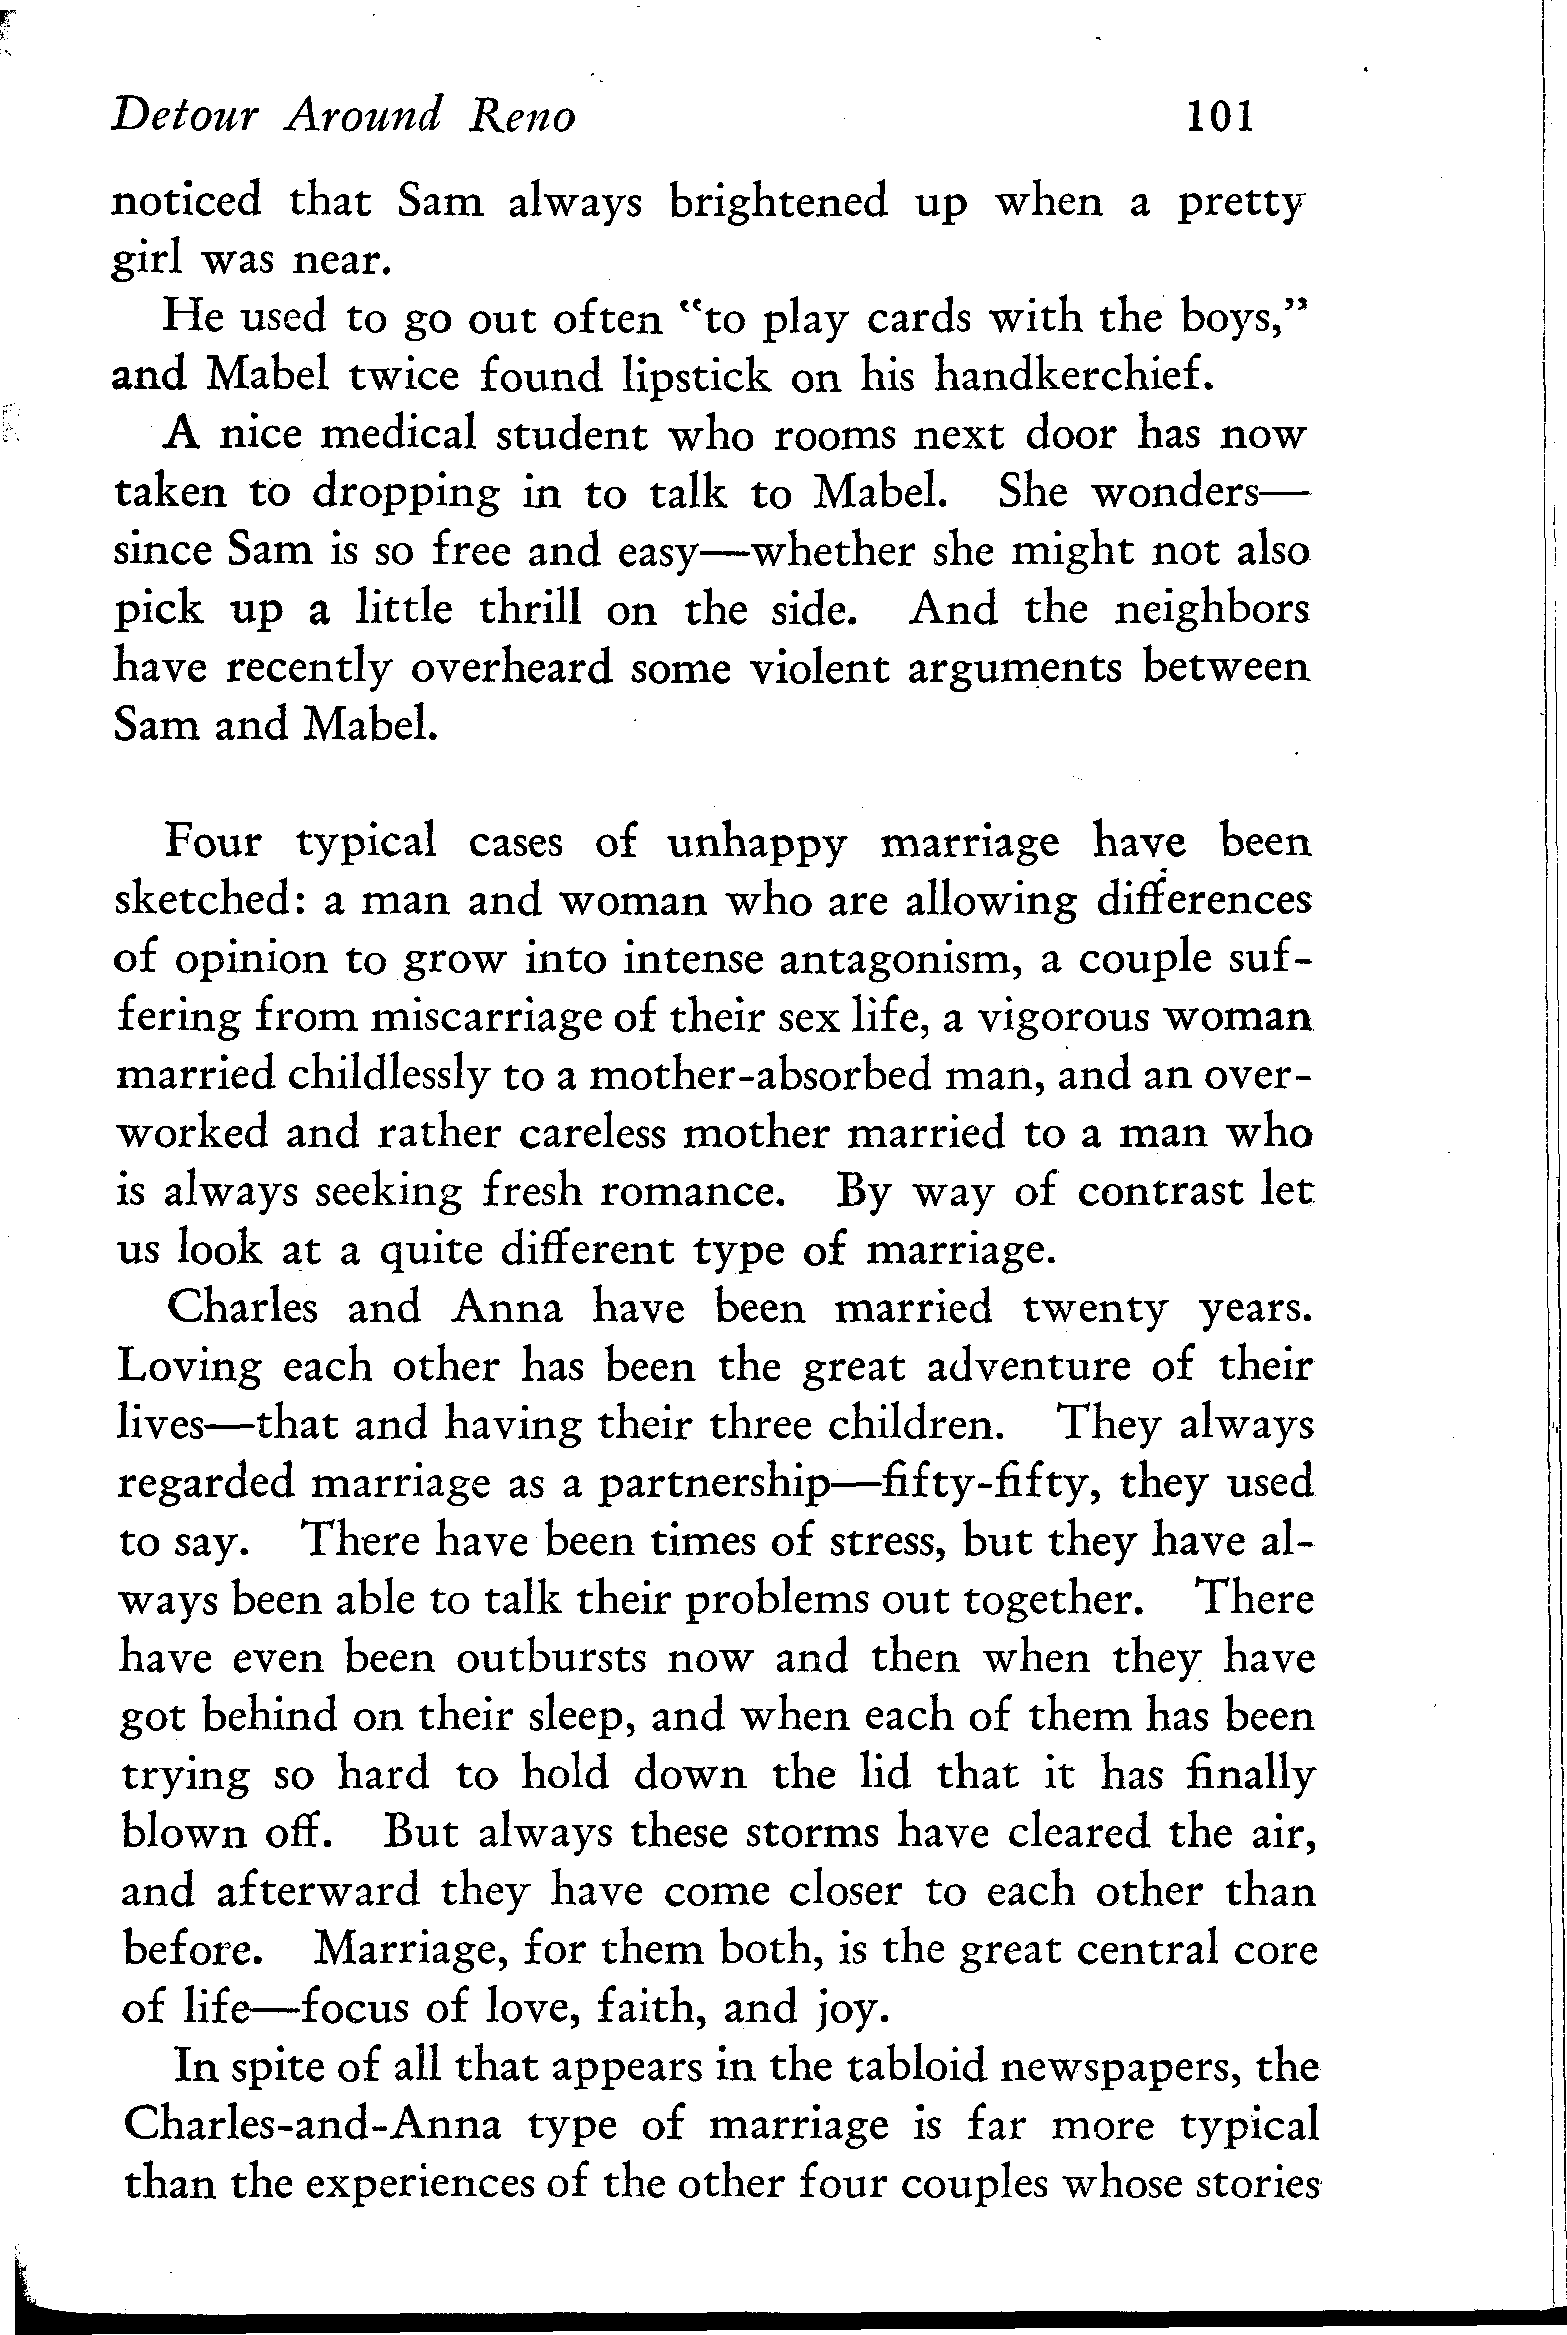 Detour Around Reno 101
noticed that Sam always brightened up when a pretty
girl was near.
He used to go out often "to play cards with the boys,"
and Mabel twice found lipstick on his handkerchief.
A nice medical student who rooms next door has now
taken to dropping in to talk to Mabel. She wonders—
since Sam is so free and easy—whether she might not also
pick up a little thrill on the side. And the neighbors
have recently overheard some violent arguments between
Sam and Mabel.
Four typical cases of unhappy marriage have been
sketched: a man and woman who are allowing differences
of opinion to grow into intense antagonism, a couple suf-
fering from miscarriage of their sex life, a vigorous woman
married childlessly to a mother-absorbed man, and an over-
worked and rather careless mother married to a man who
is always seeking fresh romance. By way of contrast let
us look at a quite different type of marriage.
Charles and Anna have been married twenty years.
Loving each other has been the great adventure of their
lives—that and having their three children. They always
regarded marriage as a partnership—fifty-fifty, they used
to say. There have been times of stress, but they have al-
ways been able to talk their problems out together. There
have even been outbursts now and then when they have
got behind on their sleep, and when each of them has been
trying so hard to hold down the lid that it has finally
blown off. But always these storms have cleared the air,
and afterward they have come closer to each other than
before. Marriage, for them both, is the great central core
of life—focus of love, faith, and joy.
In spite of all that appears in the tabloid newspapers, the
Charles-and-Anna type of marriage is far more typical
than the experiences of the other four couples whose stories